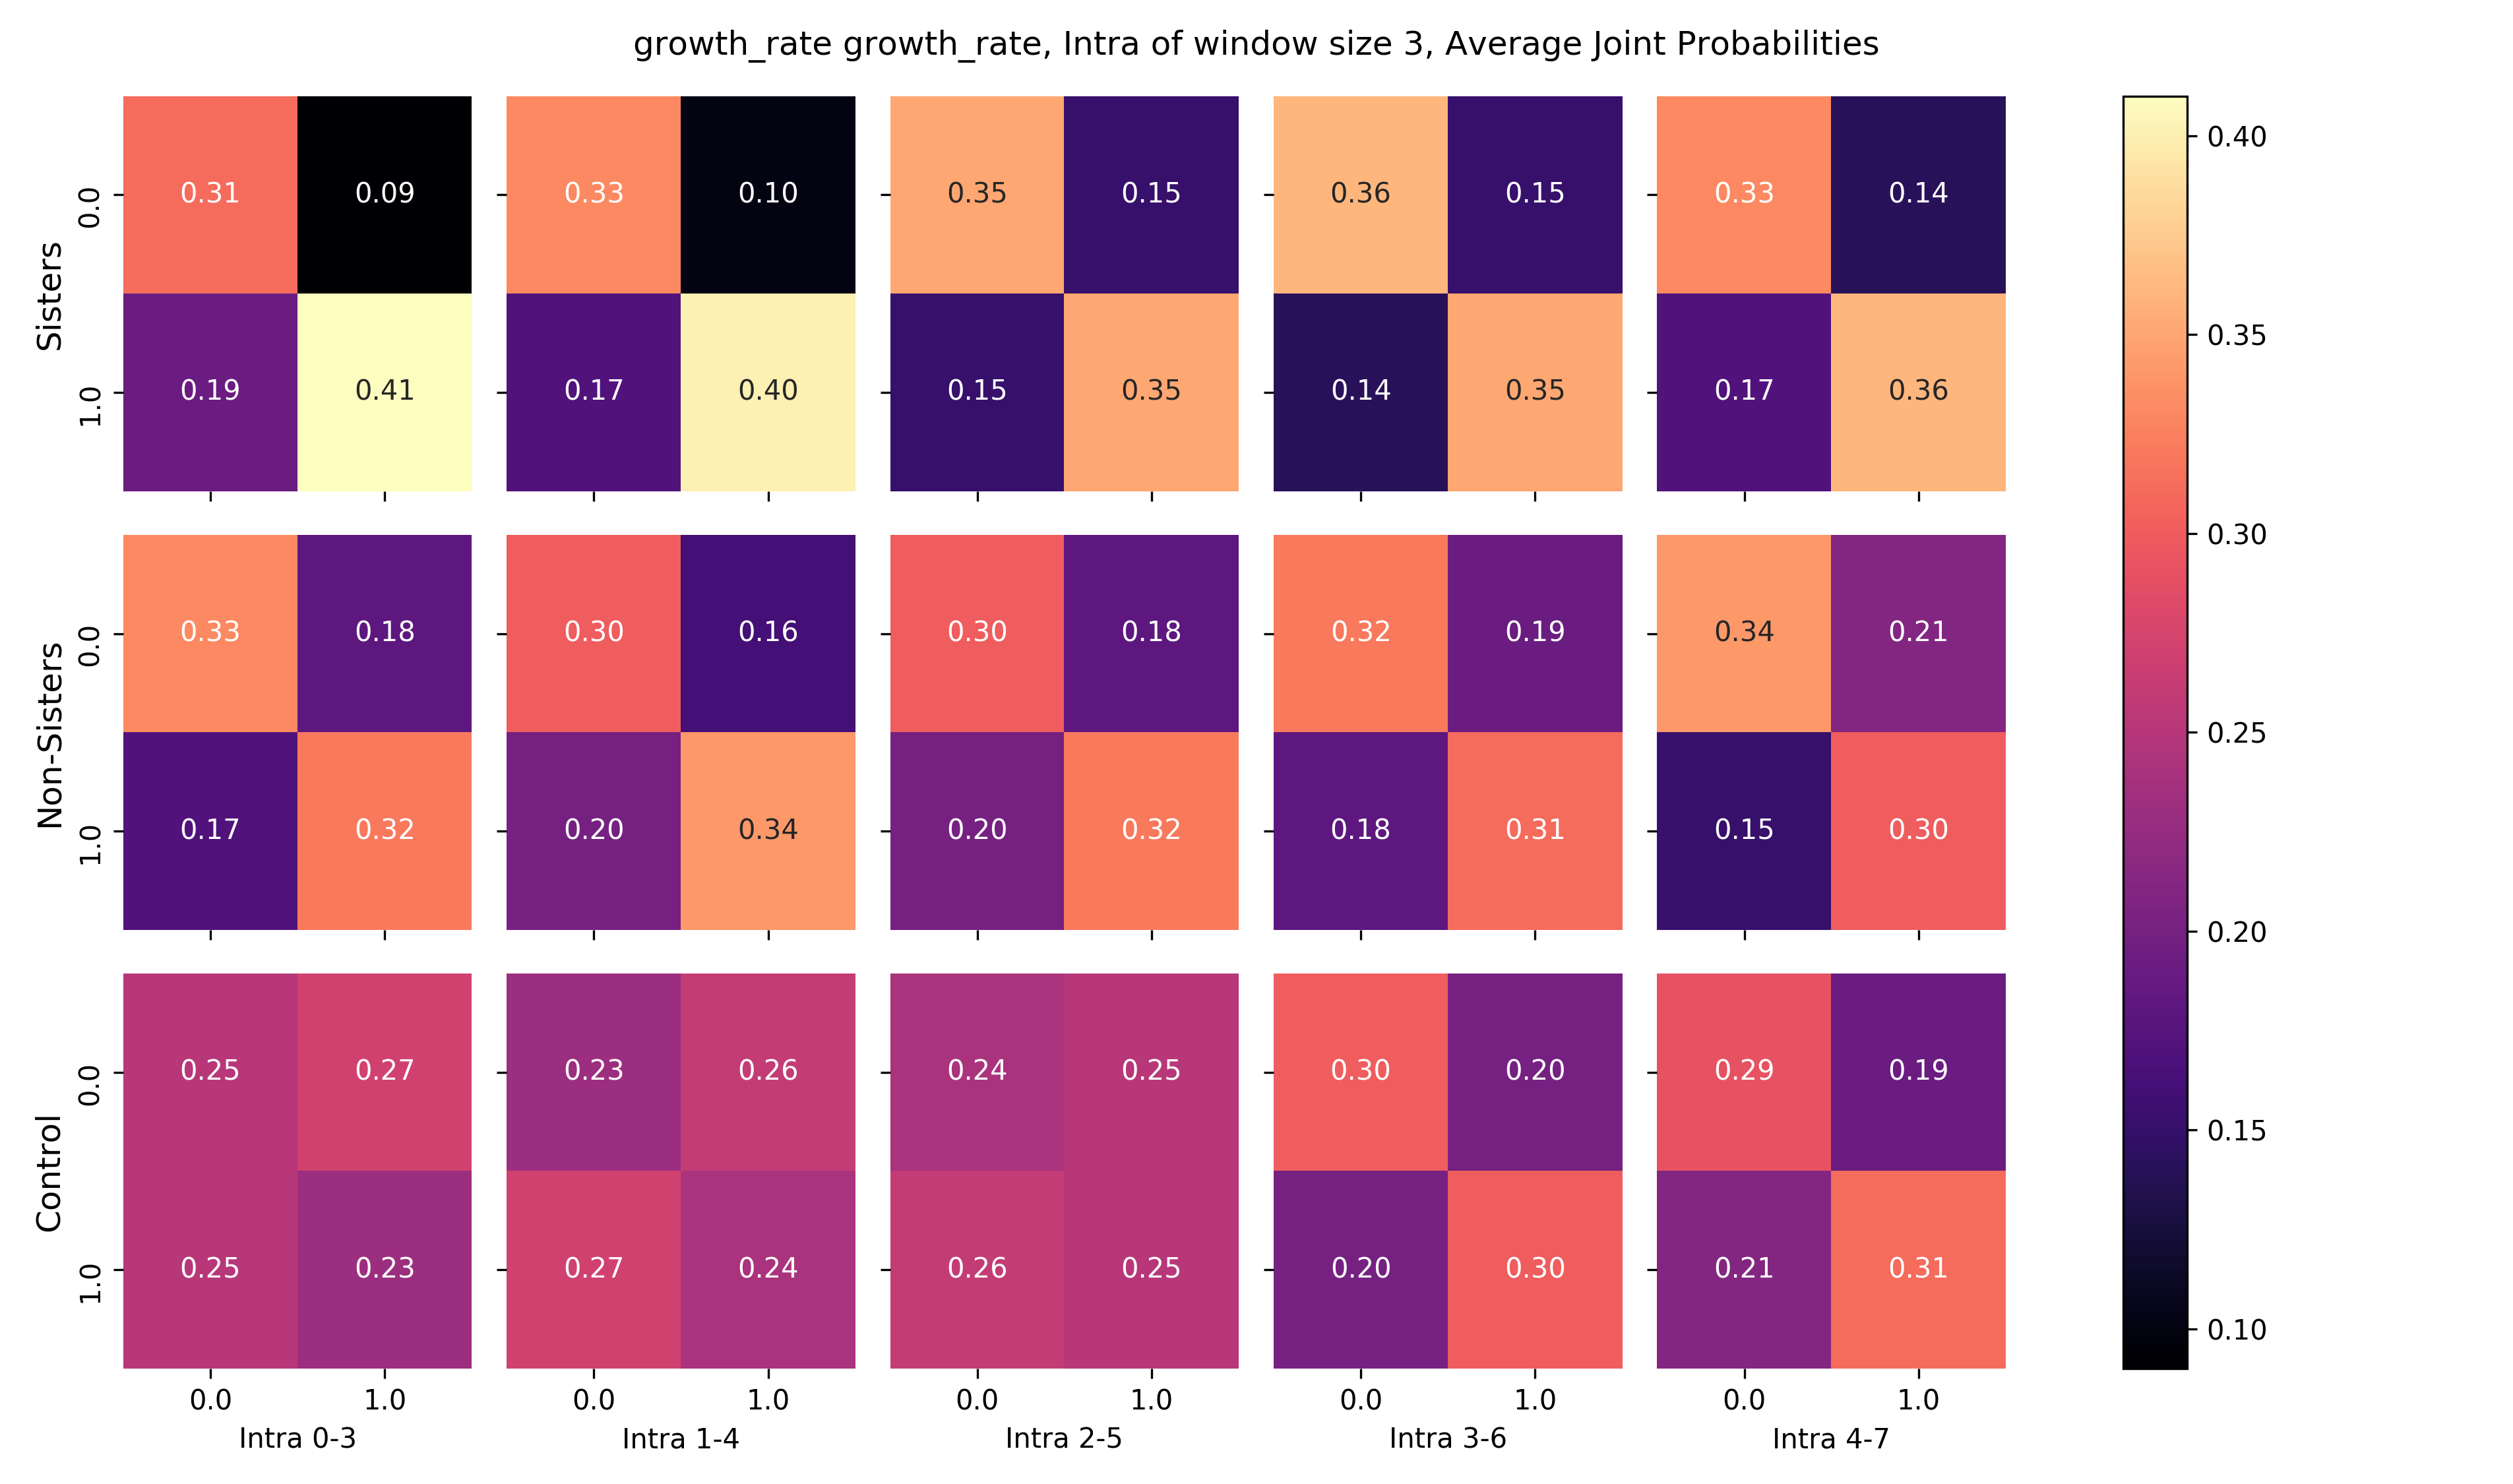 growth_rate growth_rate, Intra of window size 3, Average Joint Probabilities
Sisters
0.0
0.31 0.09 0.33 0.10 0.35 0.15 0.36 0.15 0.33 0.14
1.0
0.19 0.41 0.17 0.40 0.15 0.35 0.14 0.35 0.17 0.36
Non-Sisters
0.0
0.33 0.18 0.30 0.16 0.30 0.18 0.32 0.19 0.34 0.21
1.0
0.17 0.32 0.20 0.34 0.20 0.32 0.18 0.31 0.15 0.30
Control
0.0
0.25 0.27 0.23 0.26 0.24 0.25 0.30 0.20 0.29 0.19
1.0
0.25 0.23 0.27 0.24 0.26 0.25 0.20 0.30 0.21 0.31
0.0 1.0 0.0 1.0 0.0 1.0 0.0 1.0 0.0 1.0
Intra 0-3 Intra 1-4 Intra 2-5 Intra 3-6 Intra 4-7
0.40
0.35
0.30
0.25
0.20
0.15
0.10